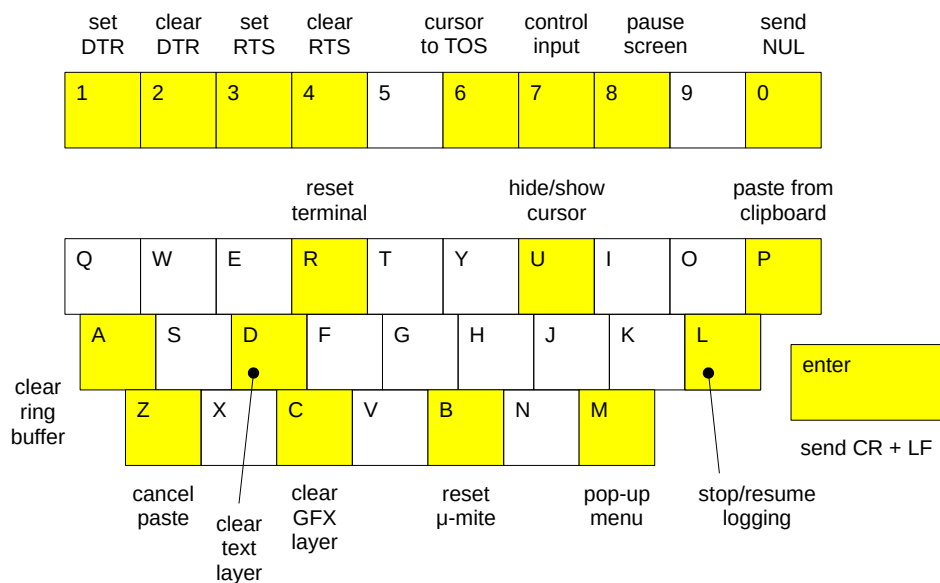 set clear set clear cursor control pause send
DTR DTR RTS RTS to TOS input screen NUL
1 2 3 4 5 6 7 8 9 0
reset hide/show paste from
terminal cursor clipboard
Q W E R T Y U I O P
A S D F G H J K L
enter
clear
ring
buffer
Z X C V B N M
send CR + LF
cancel clear reset pop-up stop/resume
paste GFX μ-mite menu logging
layer
clear
text
layer